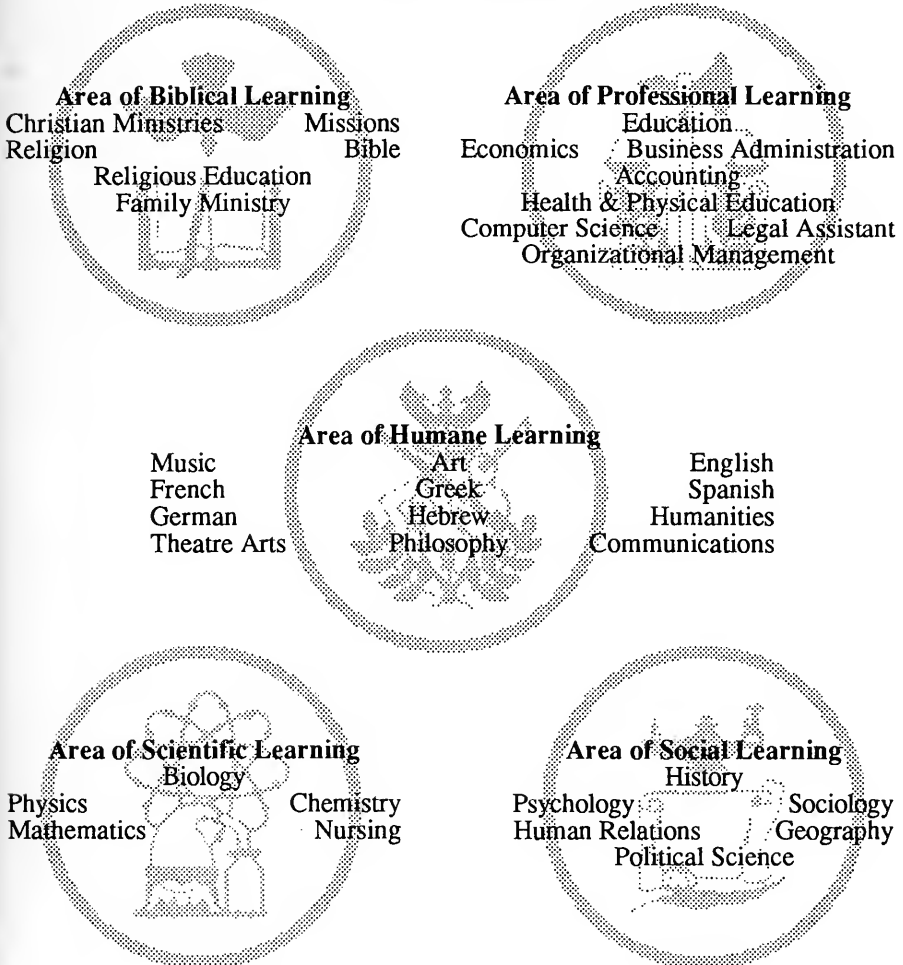 Area of Biblical Learning
Christian Ministries Missions
Religion Bible
Religious Education
Family Ministry
Area of Professional Learning
Education
Economics Business Administration
Accounting
Health & Physical Education
Computer Science Legal Assistant
Organizational Management
Area of Humane Learning
Music Art English
French Greek Spanish
German Hebrew Humanities
Theatre Arts Philosophy Communications
Area of Scientific Learning
Biology
Physics Chemistry
Mathematics Nursing
Area of Social Learning
History
Psychology Sociology
Human Relations Geography
Political Science